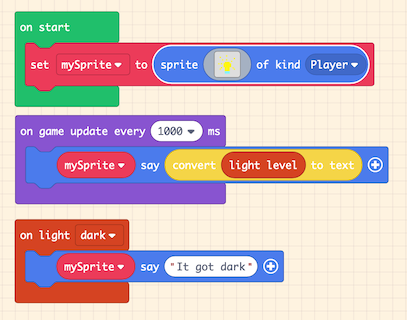 on start
set mySprite to sprite of kind Player
on game update every 1000 ms
mySprite say convert light level to text
on light dark
mySprite say "It got dark"